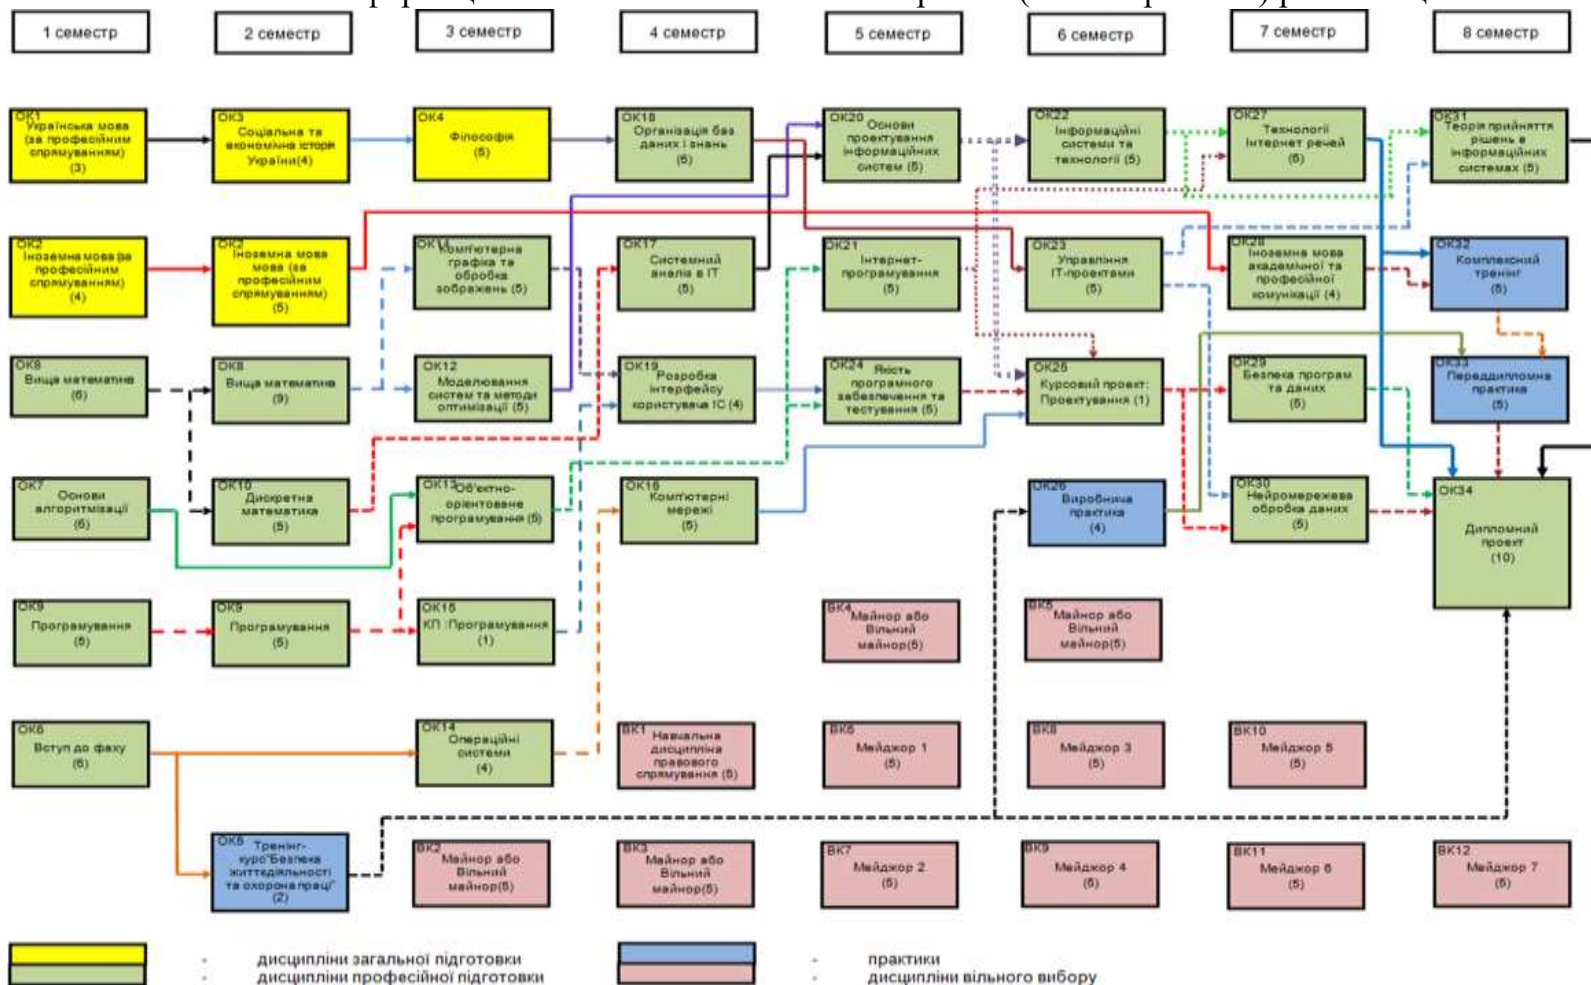 1 семестр
2 семестр
3 семестр
4 семестр
5 семестр
6 семестр
7 семестр
8 семестр
ОК1
Українська мова
(за професійним
спрямуванням)
(3)
ОК3
Соціальна та
економічна історія
України(4)
ОК4
Філософія
(5)
ОК18
Організація баз
даних і знань
(6)
ОК20
Основи
проектування
інформаційних
систем (5)
ОК22
Інформаційні
системи та
технології (5)
ОК27
Технології
Інтернет речей
(6)
ОК31
Теорія прийняття
рішень в
інформаційних
системах (5)
ОК2
Іноземна мова (за
професійним
спрямуванням)
(4)
ОК2
Іноземна мова
мова (за
професійним
спрямуванням)
(5)
ОК11
Комп'ютерна
графіка та
обробка
зображень (5)
ОК17
Системний
аналіз в ІТ
(5)
ОК21
Інтернет-
програмування
(5)
ОК23
Управління
ІТ-проектами
(5)
ОК28
Іноземна мова
академічної та
професійної
комунікації (4)
ОК32
Комплексний
тренінг
(5)
ОК8
Вища математика
(6)
ОК8
Вища математика
(9)
ОК12
Моделювання
систем та методи
оптимізації (5)
ОК19
Розробка
інтерфейсу
користувача ІС (4)
ОК24
Якість
програмного
забезпечення та
тестування (5)
ОК25
Курсовий проект:
Проектування (1)
ОК29
Безпека програм
та даних
(5)
ОК33
Переддипломна
практика
(5)
ОК7
Основи
алгоритмізації
(6)
ОК10
Дискретна
математика
(5)
ОК13
Об'єктно-
орієнтоване
програмування (5)
ОК16
Комп'ютерні
мережі
(5)
ОК26
Виробнича
практика
(4)
ОК30
Нейромережева
обробка даних
(5)
ОК34
Дипломний
проект
(10)
ОК9
Програмування
(5)
ОК9
Програмування
(5)
ОК15
КП :Програмування
(1)
ВК4
Майнор або
Вільний
майнор(5)
ВК5
Майнор або
Вільний
майнор(5)
ОК6
Вступ до фаху
(6)
ОК14
Операційні
системи
(4)
ВК1
Навчальна
дисципліна
правового
спрямування (5)
ВК6
Мейджор 1
(5)
ВК8
Мейджор 3
(5)
ВК10
Мейджор 5
(5)
ОК5
Тренінг-
курс"Безпека
життєдіяльності
та охорона праці"
(2)
ВК2
Майнор або
Вільний
майнор(5)
ВК3
Майнор або
Вільний
майнор(5)
ВК7
Мейджор 2
(5)
ВК9
Мейджор 4
(5)
ВК11
Мейджор 6
(5)
ВК12
Мейджор 7
(5)
- дисципліни загальної підготовки
- практики
- дисципліни професійної підготовки
- дисципліни вільного вибору